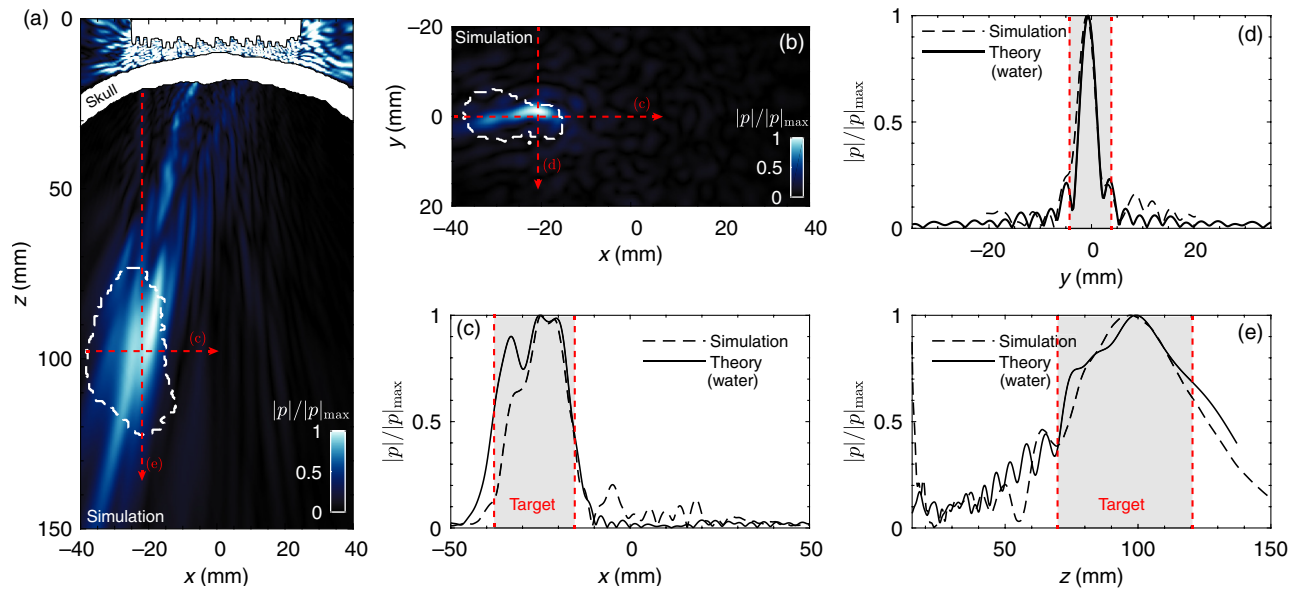 (a)
0
50
100
150
z (mm)
Skull
(c)
(e)
|p|/|p|max
1
0.5
0
Simulation
−40
−20
0
20
40
x (mm)
−20
0
20
y (mm)
Simulation
(b)
(c)
(d)
|p|/|p|max
1
0.5
0
−40
−20
0
20
40
x (mm)
1
0.5
0
|p|/|p|max
(c)
Simulation
Theory
(water)
Target
−50
0
50
x (mm)
1
0.5
0
|p|/|p|max
Simulation
Theory
(water)
(d)
−20
0
20
y (mm)
1
0.5
0
|p|/|p|max
Simulation
Theory
(water)
(e)
Target
50
100
150
z (mm)